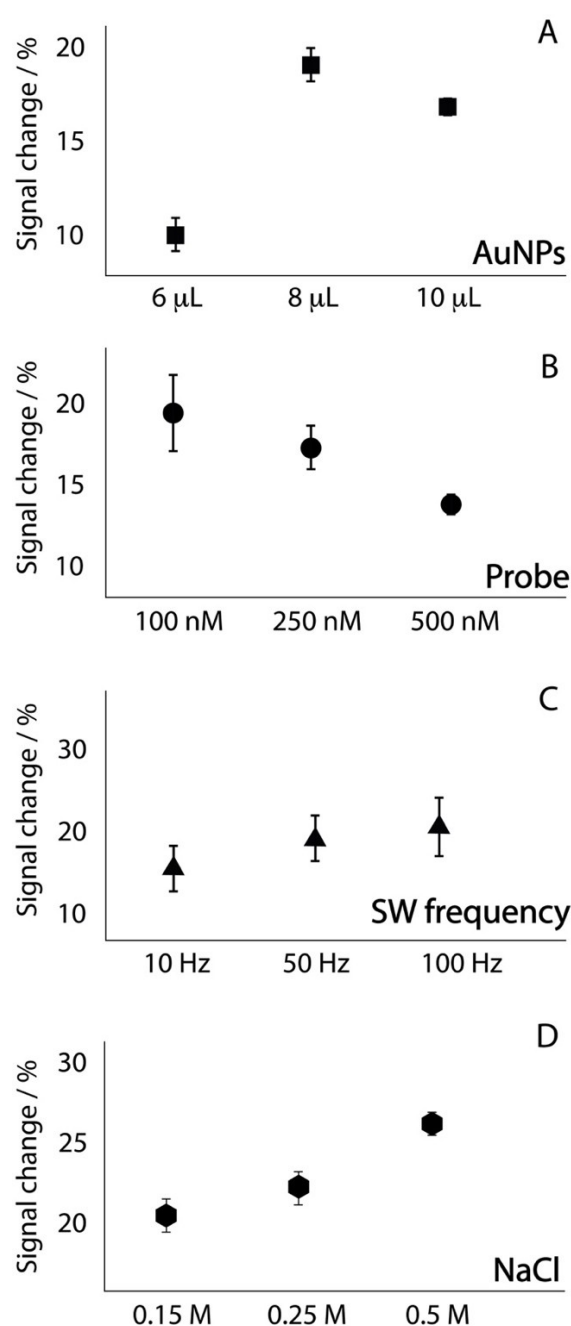 A
Signal change / %
20
15
10
AuNPs
6 μL 8 μL 10 μL
B
Signal change / %
20
15
10
Probe
100 nM 250 nM 500 nM
C
Signal change / %
30
20
10
SW frequency
10 Hz 50 Hz 100 Hz
D
Signal change / %
30
25
20
NaCl
0.15 M 0.25 M 0.5 M